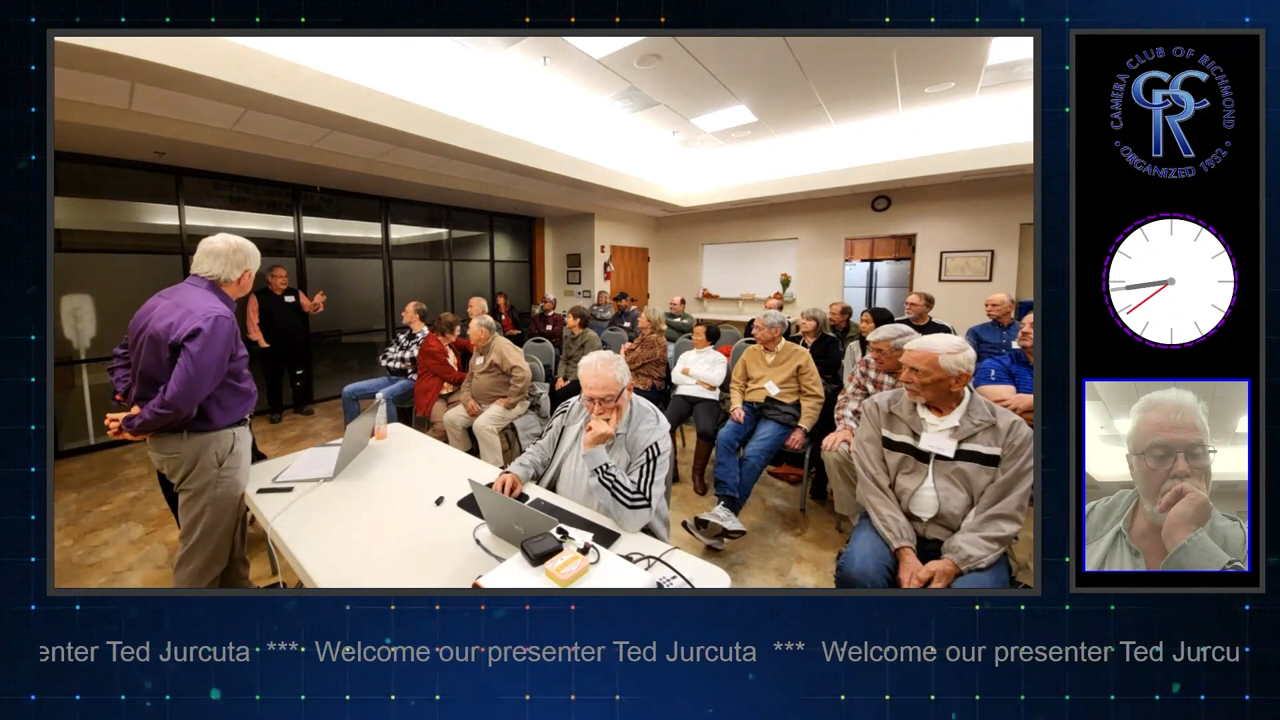 CAMERA CLUB OF RICHMOND
CCR
• ORGANIZED 1932 •
enter Ted Jurcuta *** Welcome our presenter Ted Jurcuta *** Welcome our presenter Ted Jurcu